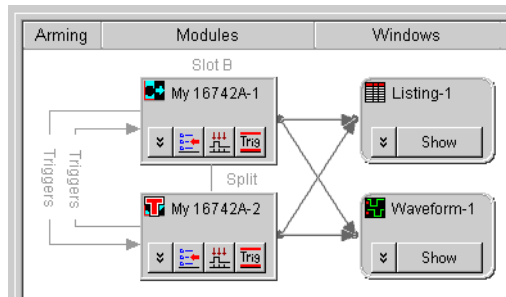 Arming Modules Windows
Slot B
My 16742A-1 Listing-1
Trig Show
Triggers
Triggers
Split
My 16742A-2 Waveform-1
Trig Show